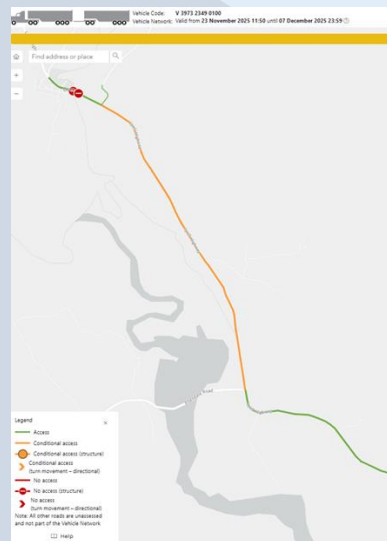 Vehicle Code: V 3973 2349 0100
Vehicle Network: Valid from 23 November 2025 11:50 until 07 December 2025 23:59
Find address or place
Legend
Access
Conditional access
Conditional access (structure)
Conditional access
(turn movement – directional)
No access
No access (structure)
No access
(turn movement – directional)
Note: All other roads are unassessed
and not part of the Vehicle Network
Help